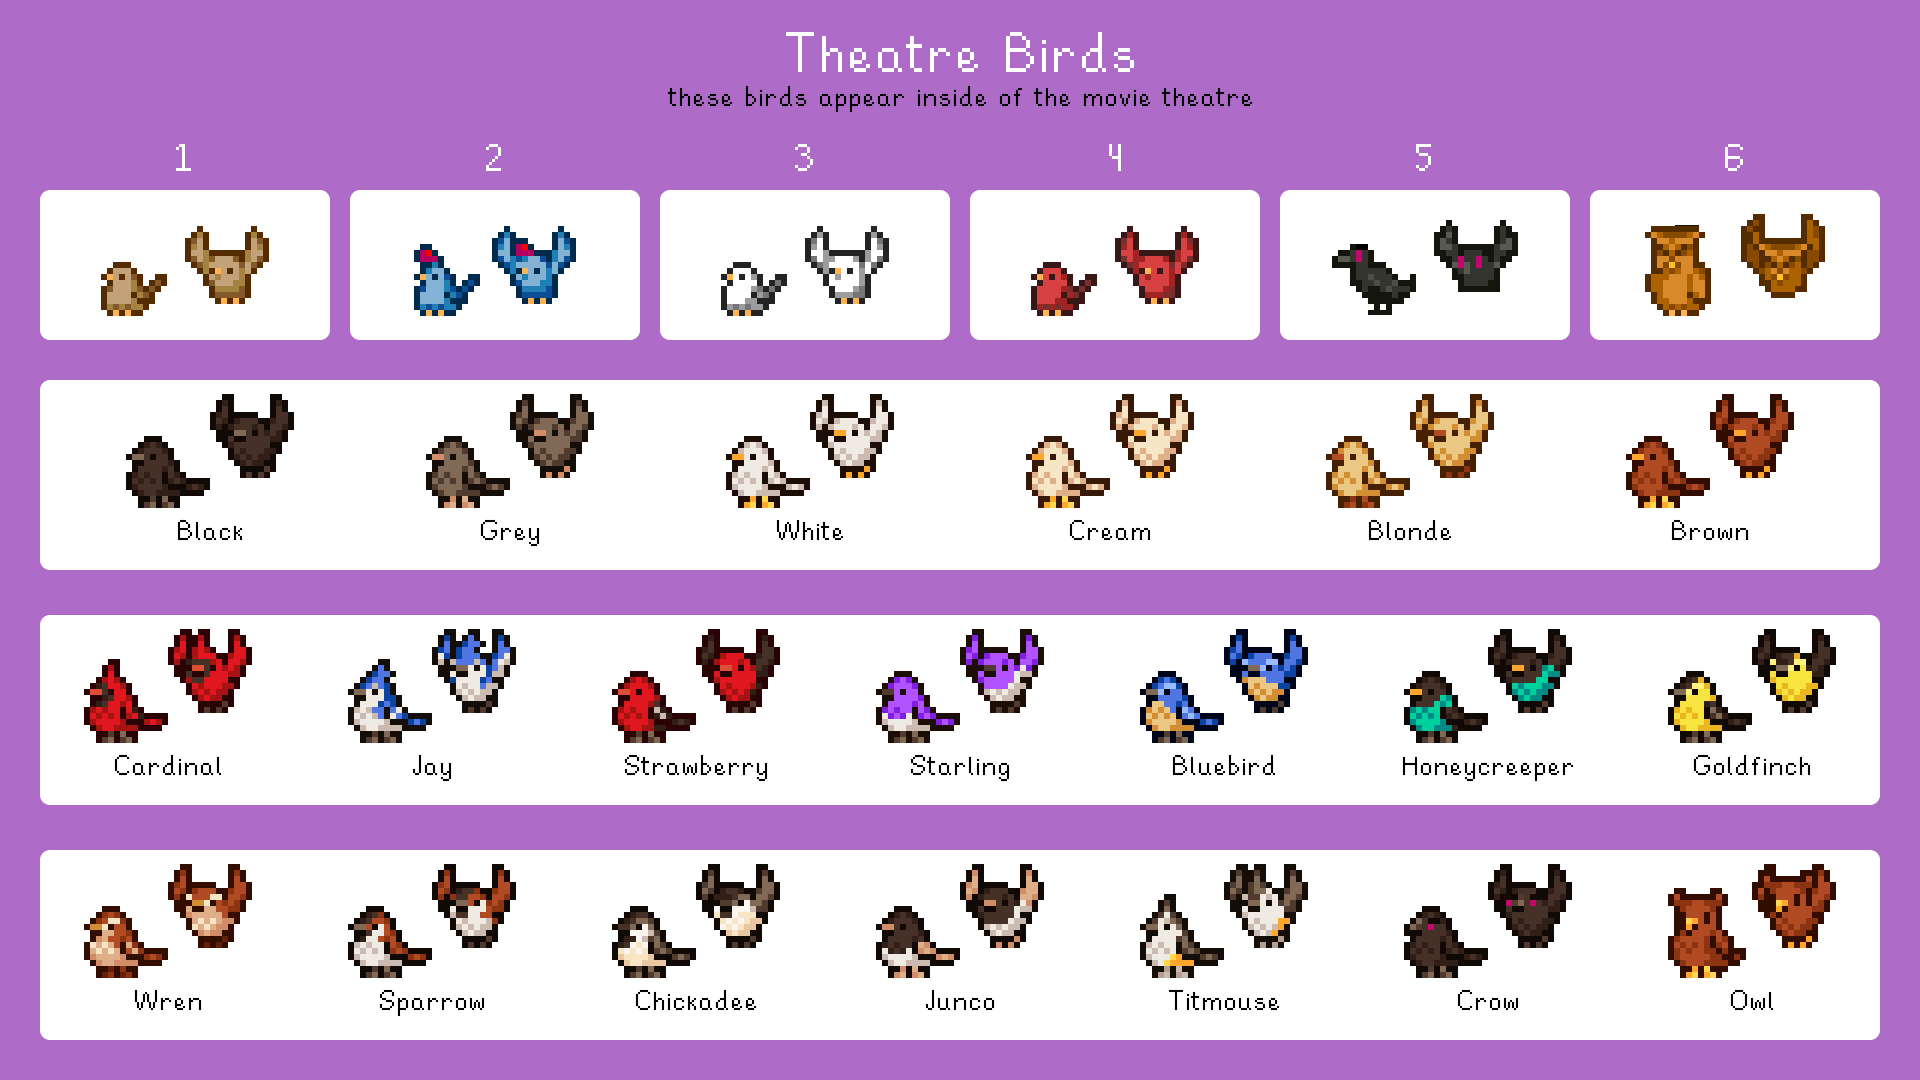 Theatre Birds
these birds appear inside of the movie theatre
1 2 3 4 5 6
Black Grey White Cream Blonde Brown
Cardinal Jay Strawberry Starling Bluebird Honeycreeper Goldfinch
Wren Sparrow Chickadee Junco Titmouse Crow Owl